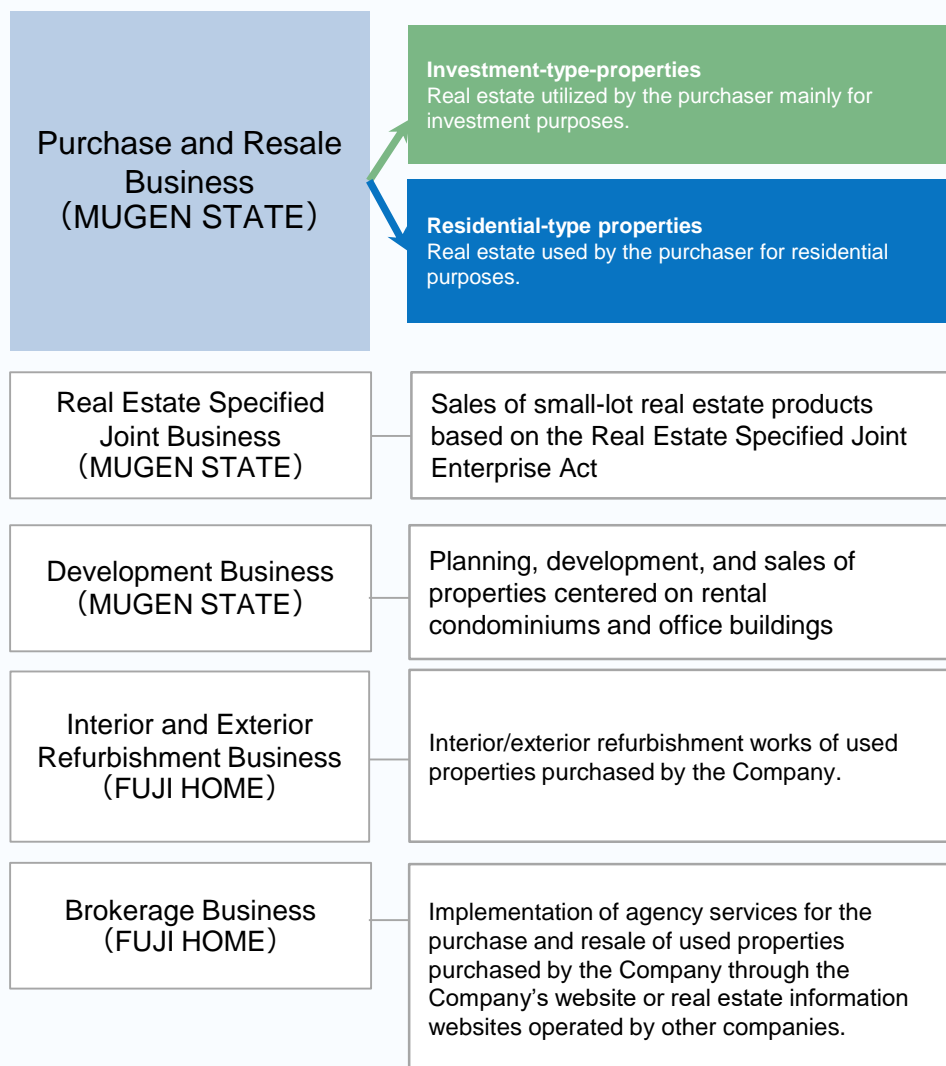 Purchase and Resale
Business
（MUGEN STATE）
Investment-type-properties
Real estate utilized by the purchaser mainly for
investment purposes.
Residential-type properties
Real estate used by the purchaser for residential
purposes.
Real Estate Specified
Joint Business
（MUGEN STATE）
Sales of small-lot real estate products
based on the Real Estate Specified Joint
Enterprise Act
Development Business
（MUGEN STATE）
Planning, development, and sales of
properties centered on rental
condominiums and office buildings
Interior and Exterior
Refurbishment Business
（FUJI HOME）
Interior/exterior refurbishment works of used
properties purchased by the Company.
Brokerage Business
（FUJI HOME）
Implementation of agency services for the
purchase and resale of used properties
purchased by the Company through the
Company’s website or real estate information
websites operated by other companies.